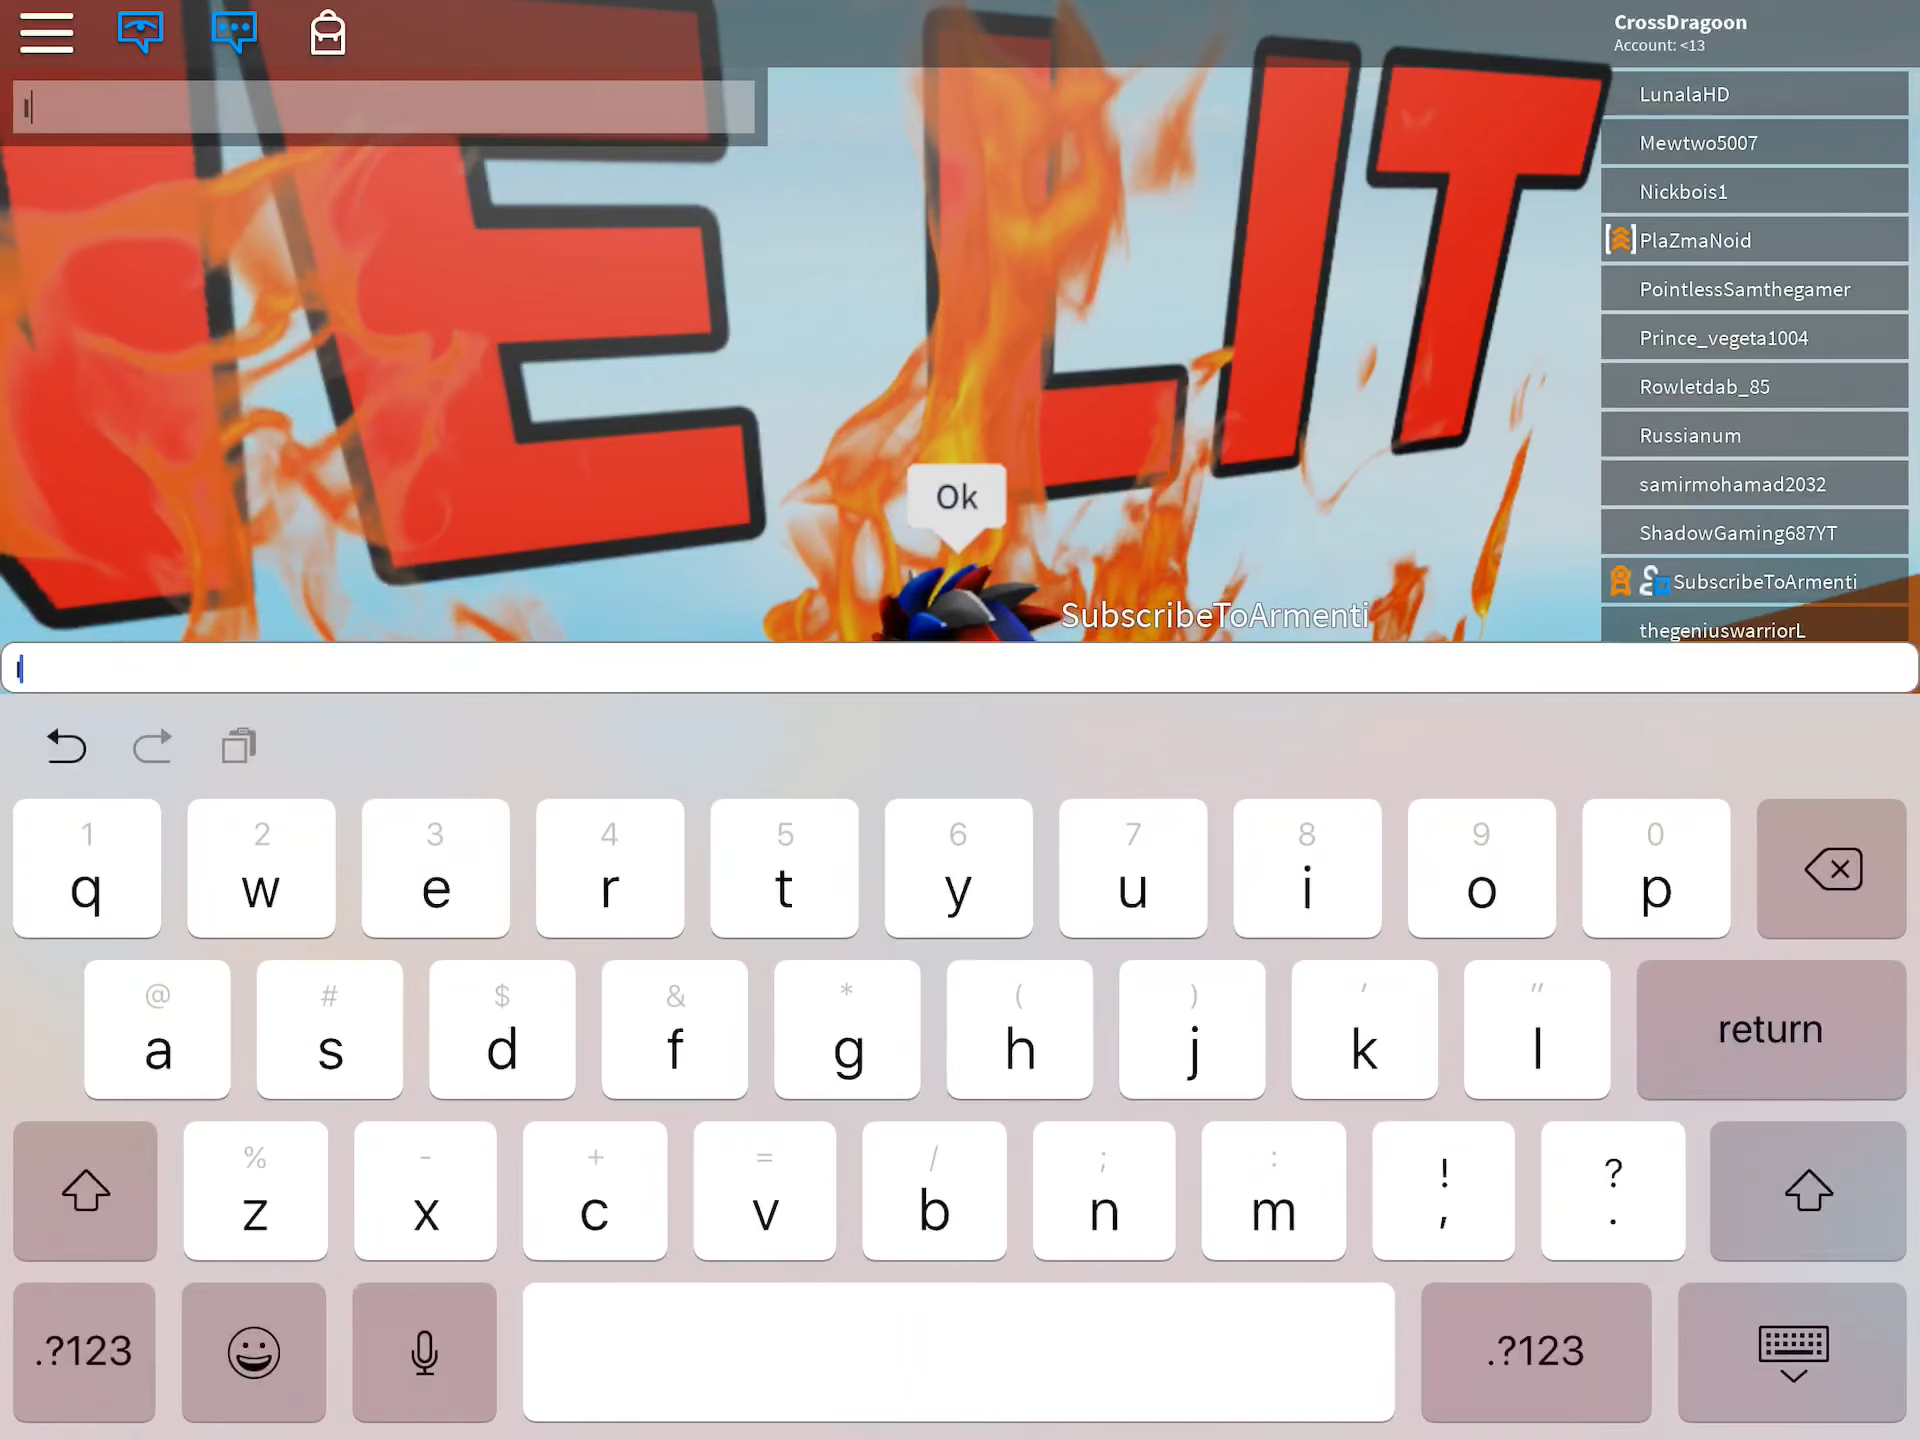 CrossDragoon
Account: <13
I
E LIT
LunalaHD
Mewtwo5007
Nickbois1
PlaZmaNoid
PointlessSamthegamer
Prince_vegeta1004
Rowletdab_85
Russianum
samirmohamad2032
ShadowGaming687YT
SubscribeToArmenti
thegeniuswarriorL
Ok
SubscribeToArmenti
I
1 2 3 4 5 6 7 8 9 0
q w e r t y u i o p
@ # $ & * ( ) ' "
a s d f g h j k l return
% - + = / ; : ! ?
z x c v b n m , .
.?123 .?123